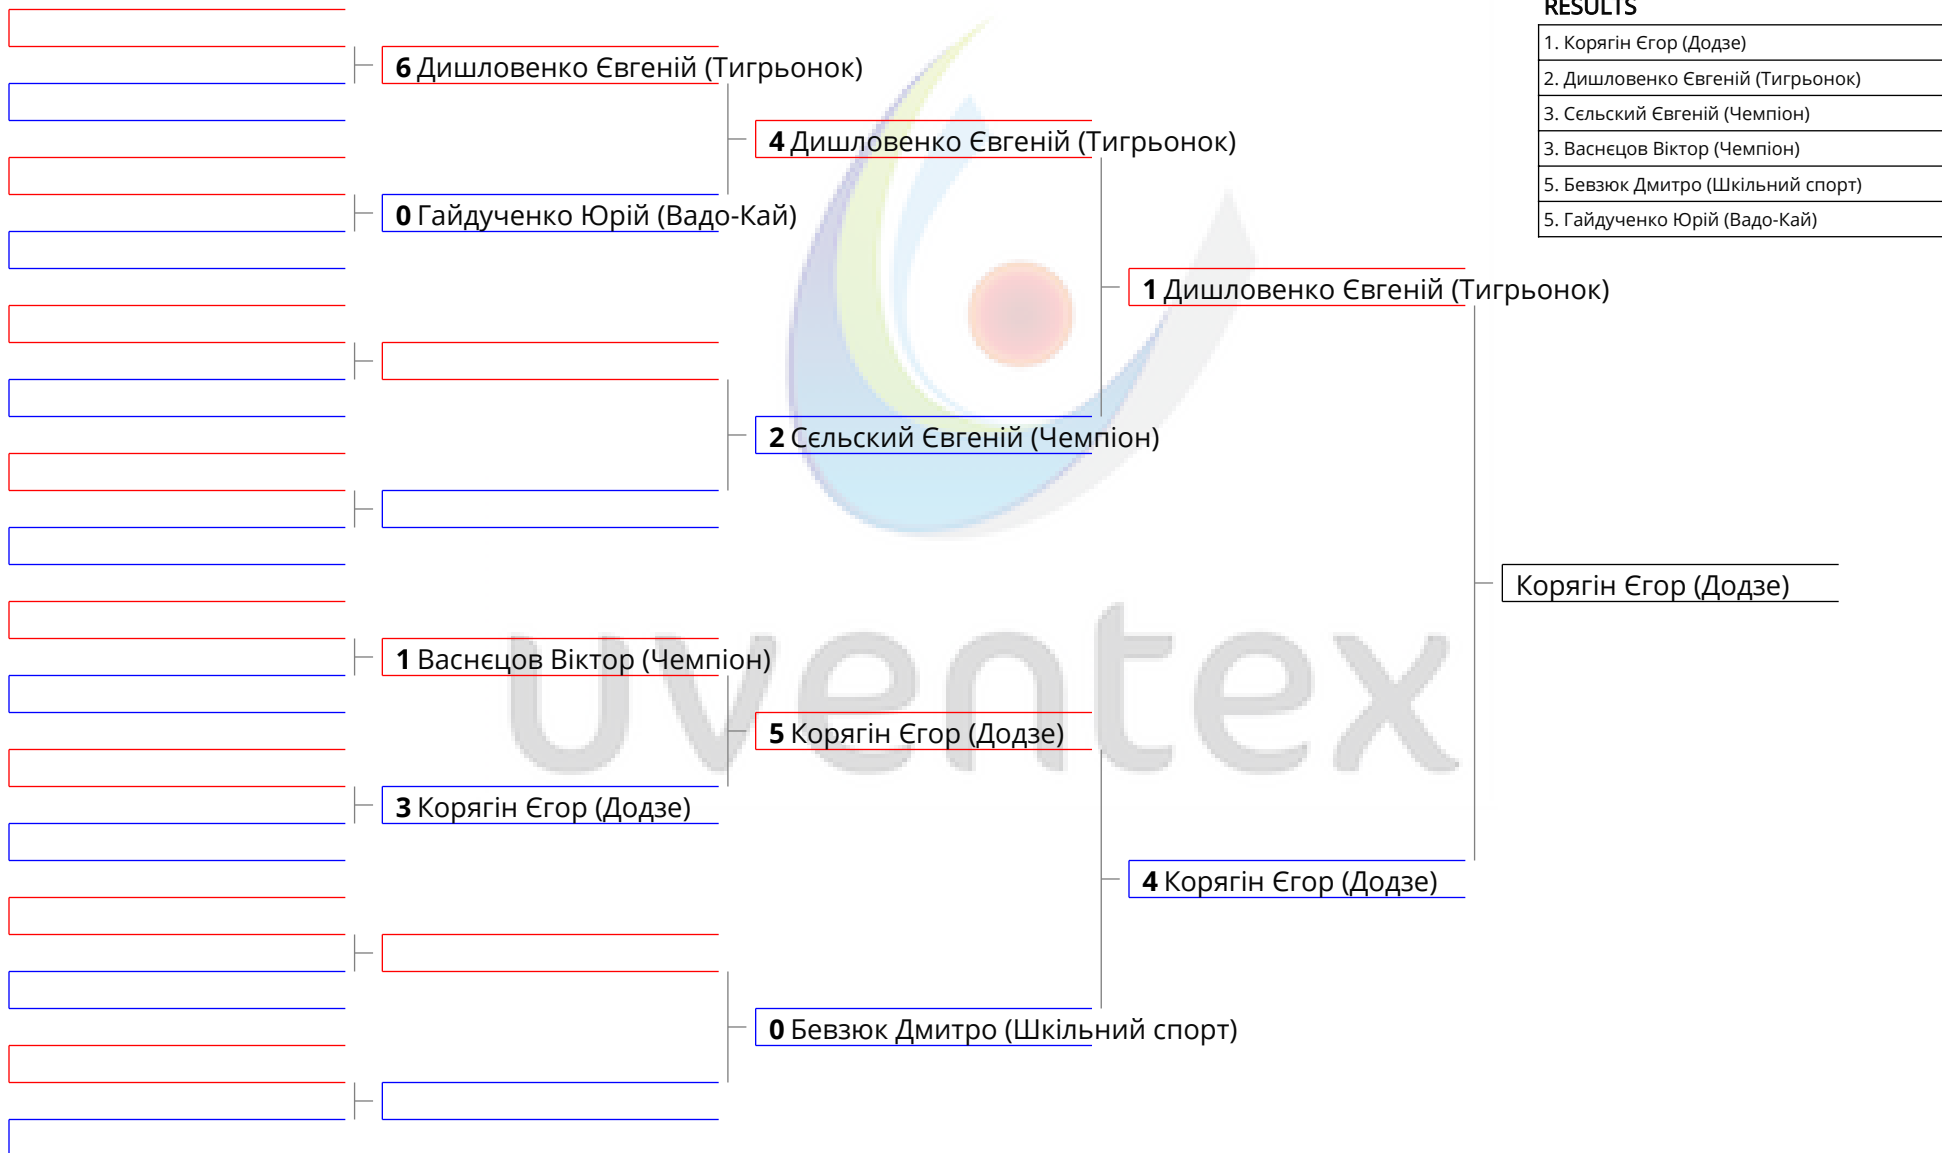 RESULTS
1. Корягін Єгор (Додзе)
2. Дишловенко Євгеній (Тигрьонок)
3. Сєльский Євгеній (Чемпіон)
3. Васнєцов Віктор (Чемпіон)
5. Бевзюк Дмитро (Шкільний спорт)
5. Гайдученко Юрій (Вадо-Кай)
6 Дишловенко Євгеній (Тигрьонок)
4 Дишловенко Євгеній (Тигрьонок)
0 Гайдученко Юрій (Вадо-Кай)
1 Дишловенко Євгеній (Тигрьонок)
2 Сєльский Євгеній (Чемпіон)
Корягін Єгор (Додзе)
1 Васнєцов Віктор (Чемпіон)
uventex
5 Корягін Єгор (Додзе)
3 Корягін Єгор (Додзе)
4 Корягін Єгор (Додзе)
0 Бевзюк Дмитро (Шкільний спорт)